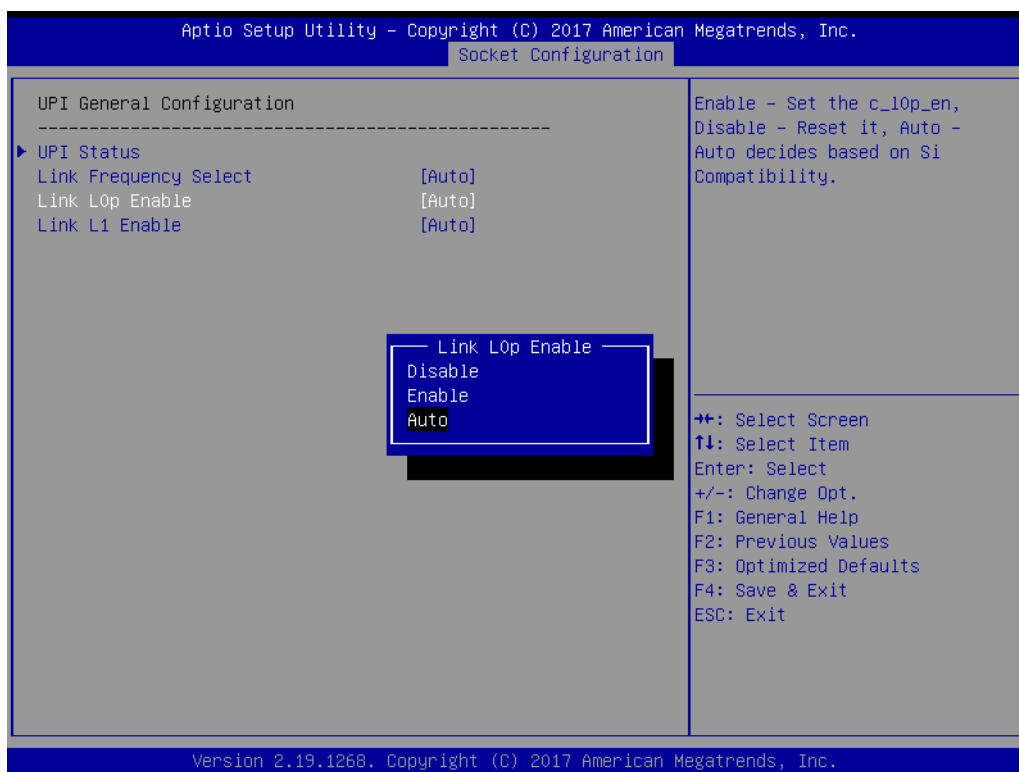 Aptio Setup Utility – Copyright (C) 2017 American Megatrends, Inc.
Socket Configuration
UPI General Configuration
--------------------------------------------------
UPI Status
Link Frequency Select [Auto]
Link L0p Enable [Auto]
Link L1 Enable [Auto]
Link L0p Enable
Disable
Enable
Auto
Enable – Set the c_l0p_en,
Disable – Reset it, Auto –
Auto decides based on Si
Compatibility.
→←: Select Screen
↑↓: Select Item
Enter: Select
+/-: Change Opt.
F1: General Help
F2: Previous Values
F3: Optimized Defaults
F4: Save & Exit
ESC: Exit
Version 2.19.1268. Copyright (C) 2017 American Megatrends, Inc.